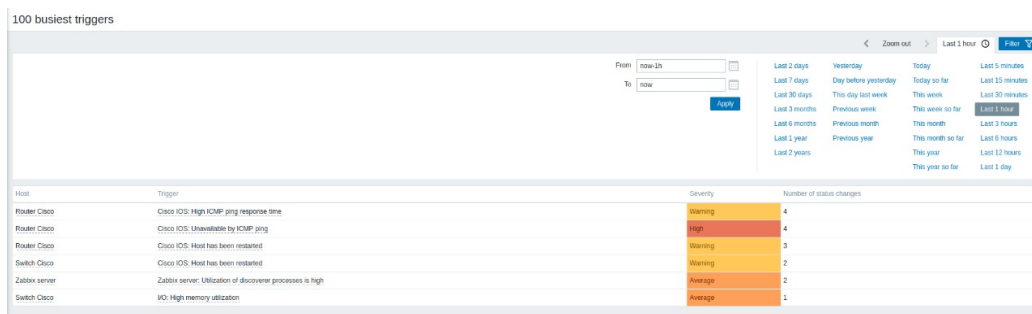 100 busiest triggers
Zoom out Last 1 hour Filter
From now-1h
To now
Apply
Last 2 days Yesterday Today Last 5 minutes
Last 7 days Day before yesterday Today so far Last 15 minutes
Last 30 days This day last week This week Last 30 minutes
Last 3 months Previous week This week so far Last 1 hour
Last 6 months Previous month This month Last 3 hours
Last 1 year Previous year This month so far Last 6 hours
Last 2 years This year Last 12 hours
This year so far Last 1 day
Host Trigger Severity Number of status changes
Router Cisco Cisco IOS: High ICMP ping response time Warning 4
Router Cisco Cisco IOS: Unavailable by ICMP ping High 4
Router Cisco Cisco IOS: Host has been restarted Warning 3
Switch Cisco Cisco IOS: Host has been restarted Warning 2
Zabbix server Zabbix server: Utilization of discoverer processes is high Average 2
Switch Cisco I/O: High memory utilization Average 1